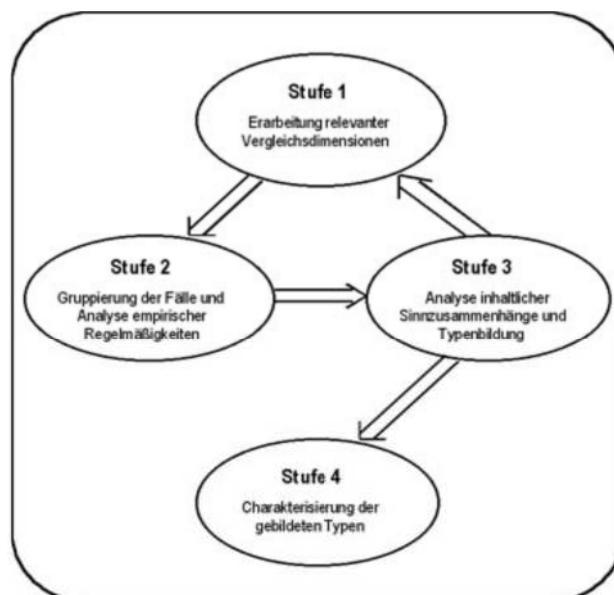 Stufe 1
Erarbeitung relevanter
Vergleichsdimensionen
Stufe 2
Gruppierung der Fälle und
Analyse empirischer
Regelmäßigkeiten
Stufe 3
Analyse inhaltlicher
Sinnzusammenhänge und
Typenbildung
Stufe 4
Charakterisierung der
gebildeten Typen